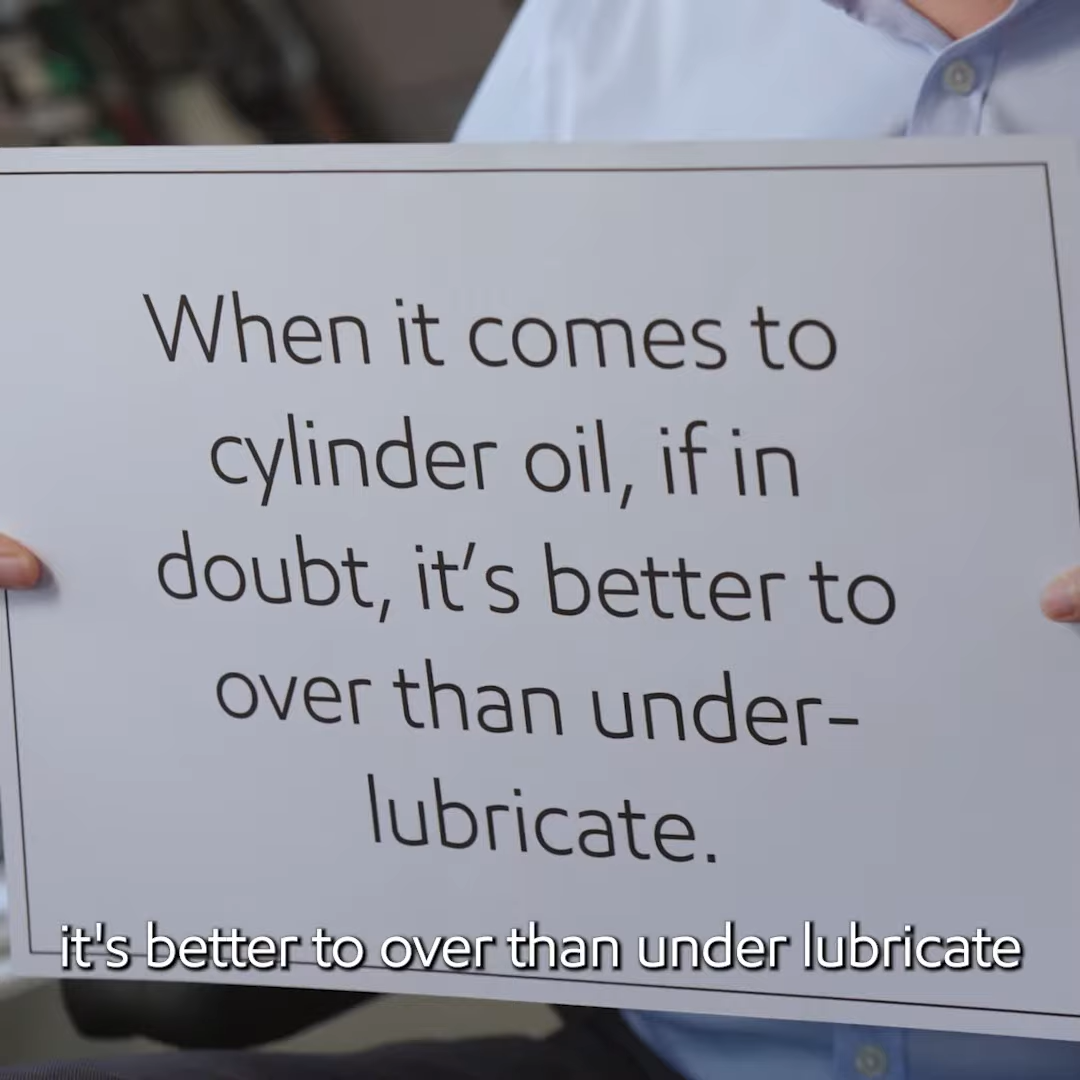 When it comes to
cylinder oil, if in
doubt, it's better to
over than under-
lubricate.
it's better to over than under lubricate